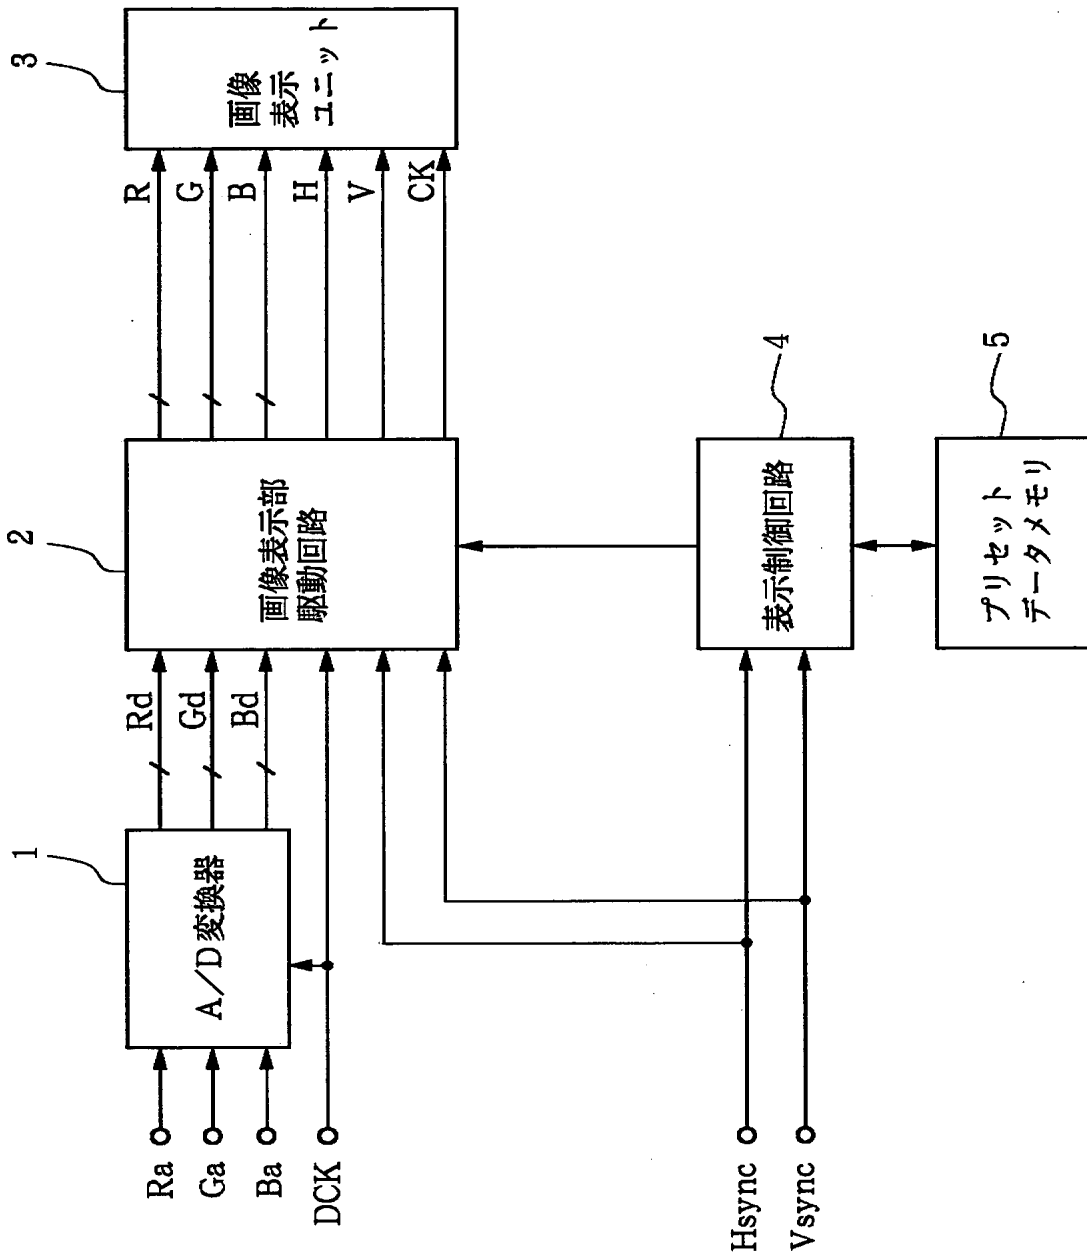 1
2
3
A/D変換器
画像表示部
駆動回路
画像
表示
ユニット
Ra
Ga
Ba
DCK
Rd
Gd
Bd
R
G
B
H
V
CK
4
表示制御回路
Hsync
Vsync
5
プリセット
データメモリ